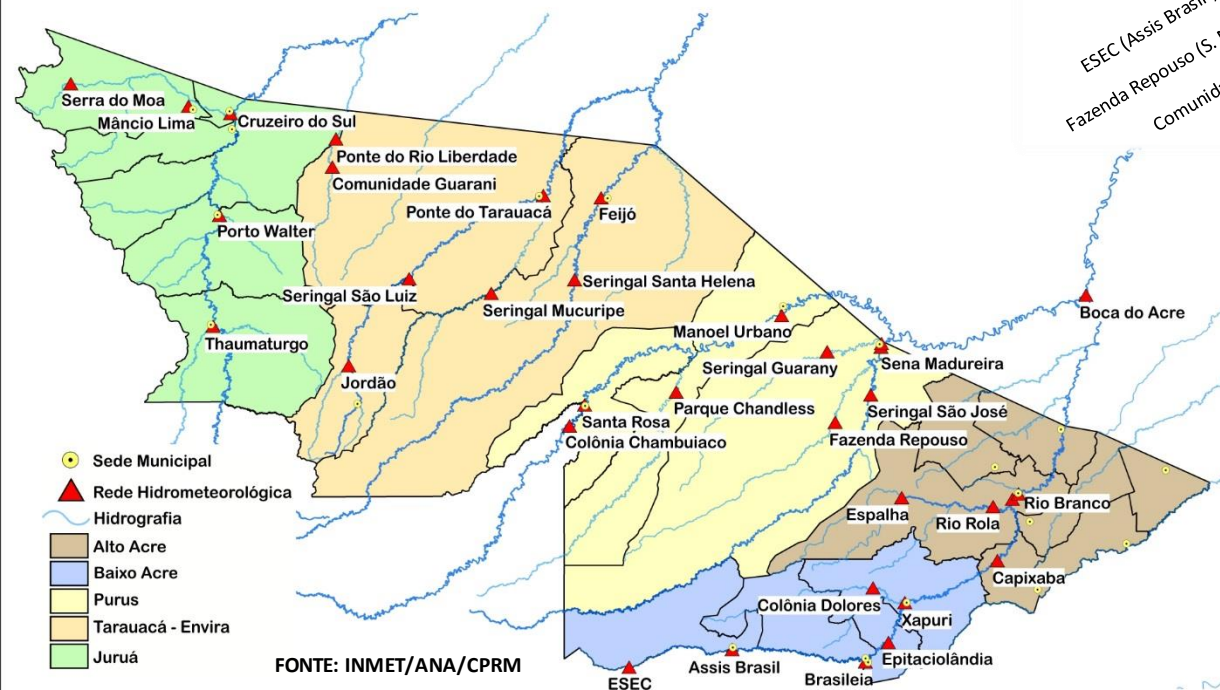 ESEC (Assis Brasil
Fazenda Repouso (S.
Serra do Moa
Mâncio Lima
Cruzeiro do Sul
Ponte do Rio Liberdade
Comunidade Guarani
Ponte do Tarauacá
Feijó
Porto Walter
Seringal São Luiz
Seringal Mucuripe
Seringal Santa Helena
Boca do Acre
Thaumaturgo
Manoel Urbano
Seringal Guarany
Sena Madureira
Jordão
Parque Chandless
Seringal São José
Santa Rosa
Colônia Chambuiaco
Fazenda Repouso
Espalha
Rio Rola
Rio Branco
Capixaba
Colônia Dolores
Xapuri
Epitaciolândia
Assis Brasil
Brasileia
ESEC
Sede Municipal
Rede Hidrometeorológica
Hidrografia
Alto Acre
Baixo Acre
Purus
Tarauacá - Envira
Juruá
FONTE: INMET/ANA/CPRM